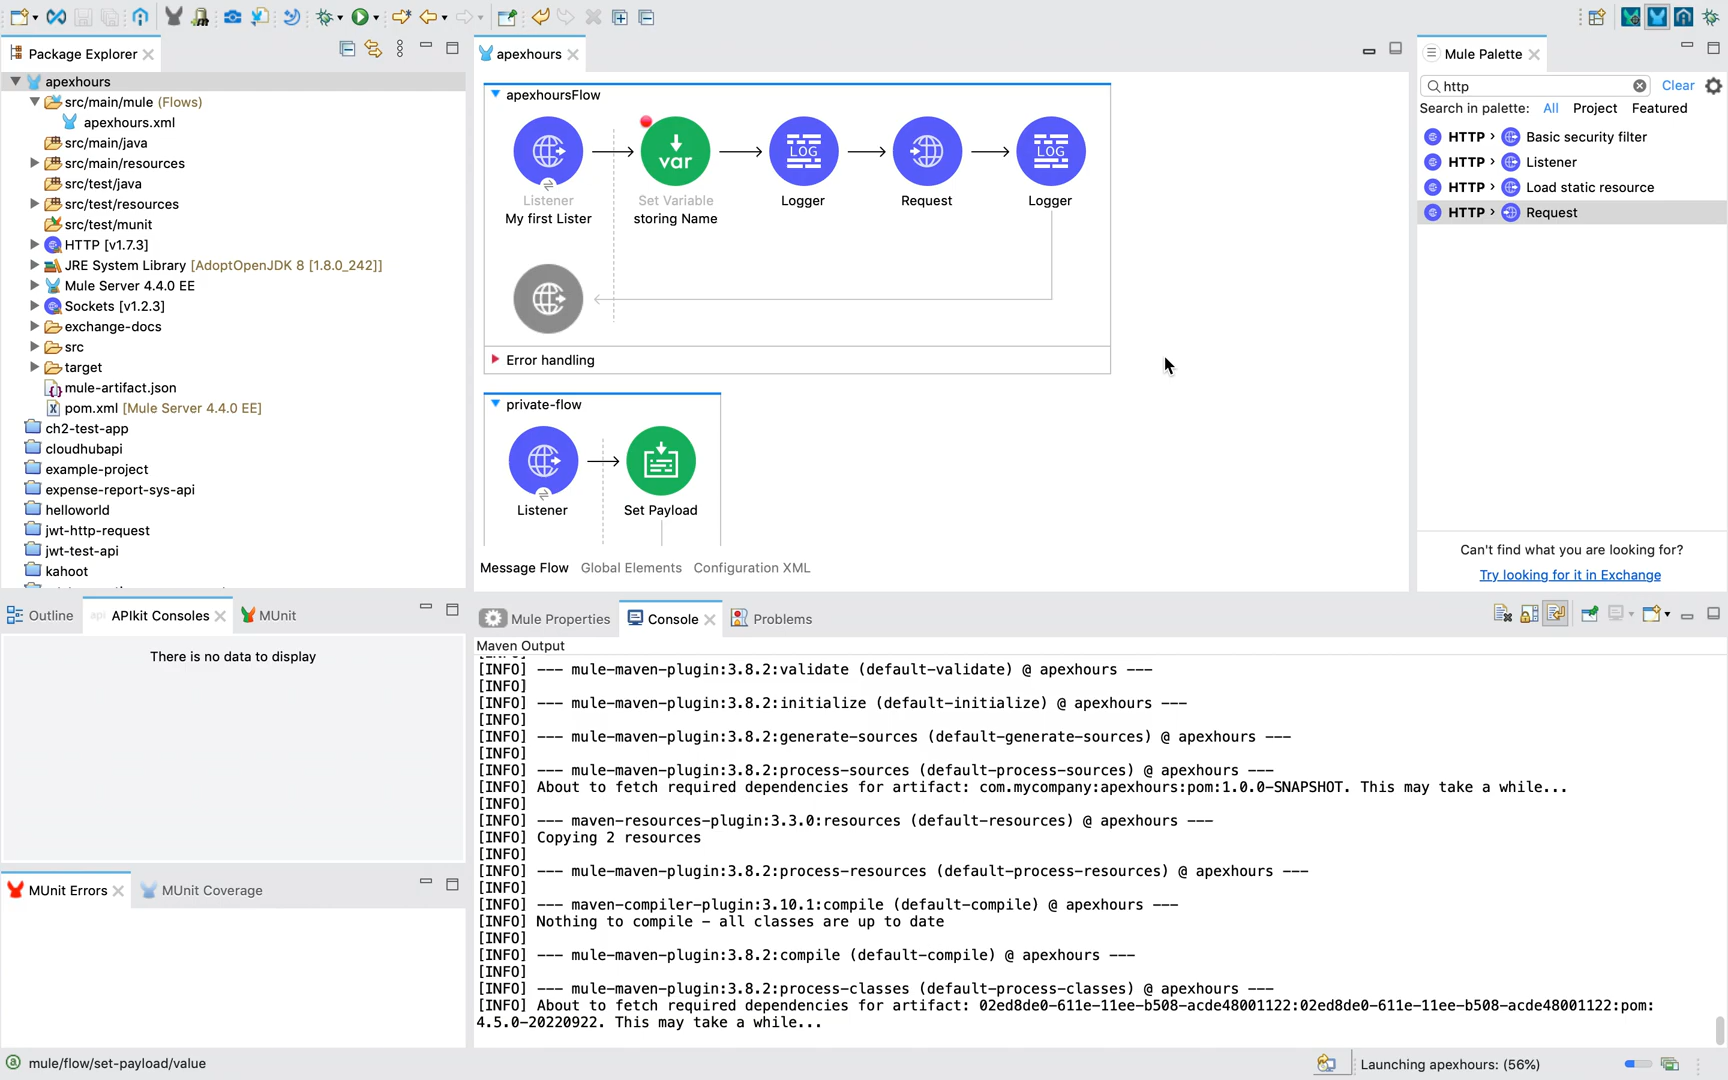 Package Explorer
apexhours
Mule Palette
apexhours
src/main/mule (Flows)
apexhours.xml
src/main/java
src/main/resources
src/test/java
src/test/resources
src/test/munit
HTTP [v1.7.3]
JRE System Library [AdoptOpenJDK 8 [1.8.0_242]]
Mule Server 4.4.0 EE
Sockets [v1.2.3]
exchange-docs
src
target
mule-artifact.json
pom.xml [Mule Server 4.4.0 EE]
ch2-test-app
cloudhubapi
example-project
expense-report-sys-api
helloworld
jwt-http-request
jwt-test-api
kahoot
apexhoursFlow
var
LOG
LOG
Listener
My first Lister
Set Variable
storing Name
Logger
Request
Logger
Error handling
private-flow
Listener
Set Payload
Message Flow Global Elements Configuration XML
http
Clear
Search in palette: All Project Featured
HTTP > Basic security filter
HTTP > Listener
HTTP > Load static resource
HTTP > Request
Can't find what you are looking for?
Try looking for it in Exchange
Outline
api APIkit Consoles
MUnit
There is no data to display
MUnit Errors
MUnit Coverage
Mule Properties
Console
Problems
Maven Output
[INFO] --- mule-maven-plugin:3.8.2:validate (default-validate) @ apexhours ---
[INFO]
[INFO] --- mule-maven-plugin:3.8.2:initialize (default-initialize) @ apexhours ---
[INFO]
[INFO] --- mule-maven-plugin:3.8.2:generate-sources (default-generate-sources) @ apexhours ---
[INFO]
[INFO] --- mule-maven-plugin:3.8.2:process-sources (default-process-sources) @ apexhours ---
[INFO] About to fetch required dependencies for artifact: com.mycompany:apexhours:pom:1.0.0-SNAPSHOT. This may take a while...
[INFO]
[INFO] --- maven-resources-plugin:3.3.0:resources (default-resources) @ apexhours ---
[INFO] Copying 2 resources
[INFO]
[INFO] --- mule-maven-plugin:3.8.2:process-resources (default-process-resources) @ apexhours ---
[INFO]
[INFO] --- maven-compiler-plugin:3.10.1:compile (default-compile) @ apexhours ---
[INFO] Nothing to compile - all classes are up to date
[INFO]
[INFO] --- mule-maven-plugin:3.8.2:compile (default-compile) @ apexhours ---
[INFO]
[INFO] --- mule-maven-plugin:3.8.2:process-classes (default-process-classes) @ apexhours ---
[INFO] About to fetch required dependencies for artifact: 02ed8de0-611e-11ee-b508-acde48001122:02ed8de0-611e-11ee-b508-acde48001122:pom:
4.5.0-20220922. This may take a while...
mule/flow/set-payload/value
Launching apexhours: (56%)